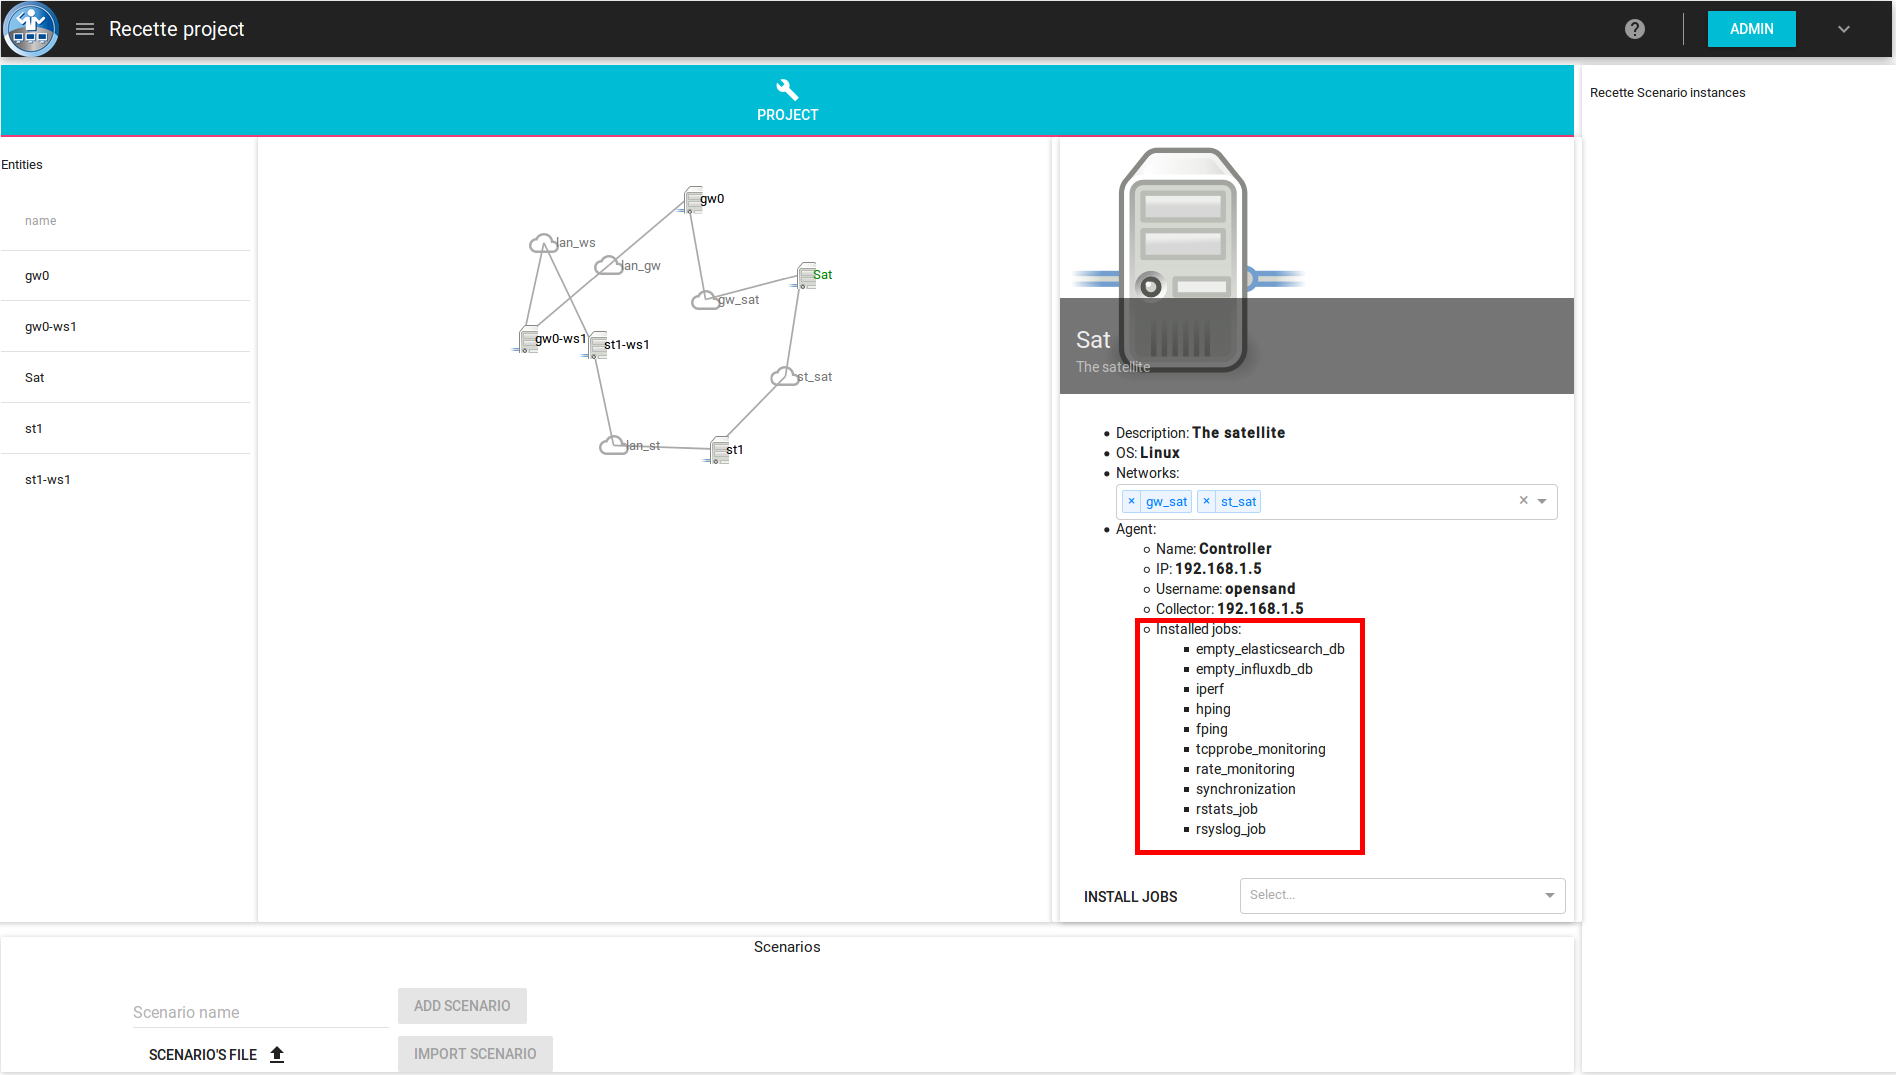 Recette project
ADMIN
PROJECT
Recette Scenario instances
Entities
name
gw0
gw0-ws1
Sat
st1
st1-ws1
gw0
lan_ws
lan_gw
Sat
gw_sat
gw0-ws1
st1-ws1
st_sat
lan_st
st1
Sat
The satellite
Description: The satellite
OS: Linux
Networks:
× gw_sat × st_sat ×
Agent:
Name: Controller
IP: 192.168.1.5
Username: opensand
Collector: 192.168.1.5
Installed jobs:
empty_elasticsearch_db
empty_influxdb_db
iperf
hping
fping
tcpprobe_monitoring
rate_monitoring
synchronization
rstats_job
rsyslog_job
INSTALL JOBS Select...
Scenarios
Scenario name ADD SCENARIO
SCENARIO'S FILE IMPORT SCENARIO